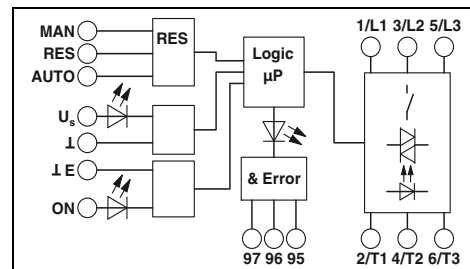 MAN
RES
AUTO
RES
Logic
µP
1/L1 3/L2 5/L3
Us
⊥
⊥ E
ON
& Error
97 96 95
2/T1 4/T2 6/T3